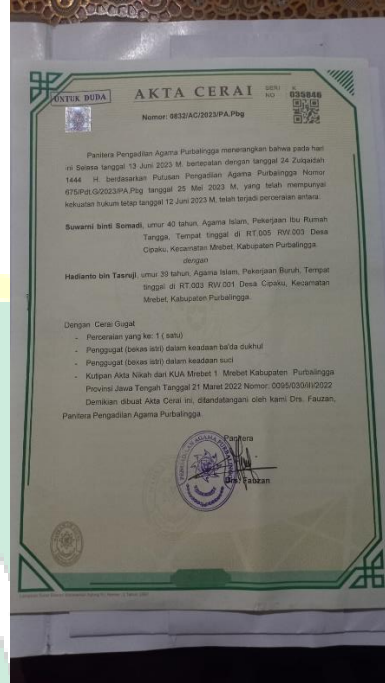 UNTUK DUDA
AKTA CERAI
SERI K
NO 035846
Nomor: 0832/AC/2023/PA.Pbg
Panitera Pengadilan Agama Purbalingga menerangkan bahwa pada hari
ini Selasa tanggal 13 Juni 2023 M. bertepatan dengan tanggal 24 Zulqaidah
1444 H. berdasarkan Putusan Pengadilan Agama Purbalingga Nomor
675/Pdt.G/2023/PA.Pbg tanggal 25 Mei 2023 M, yang telah mempunyai
kekuatan hukum tetap tanggal 12 Juni 2023 M, telah terjadi perceraian antara:
Suwarni binti Somadi, umur 40 tahun, Agama Islam, Pekerjaan Ibu Rumah
Tangga, Tempat tinggal di RT.005 RW.003 Desa
Cipaku, Kecamatan Mrebet, Kabupaten Purbalingga
dengan
Hadianto bin Tasruji, umur 39 tahun, Agama Islam, Pekerjaan Buruh, Tempat
tinggal di RT.003 RW.001 Desa Cipaku, Kecamatan
Mrebet, Kabupaten Purbalingga.
Dengan Cerai Gugat
- Perceraian yang ke: 1 ( satu)
- Penggugat (bekas istri) dalam keadaan ba'da dukhul
- Penggugat (bekas istri) dalam keadaan suci
- Kutipan Akta Nikah dari KUA Mrebet 1 Mrebet Kabupaten Purbalingga
Provinsi Jawa Tengah Tanggal 21 Maret 2022 Nomor: 0095/030/III/2022
Demikian dibuat Akta Cerai ini, ditandatangani oleh kami Drs. Fauzan,
Panitera Pengadilan Agama Purbalingga.
Panitera
PENGADILAN AGAMA PURBALINGGA
Drs. Fauzan